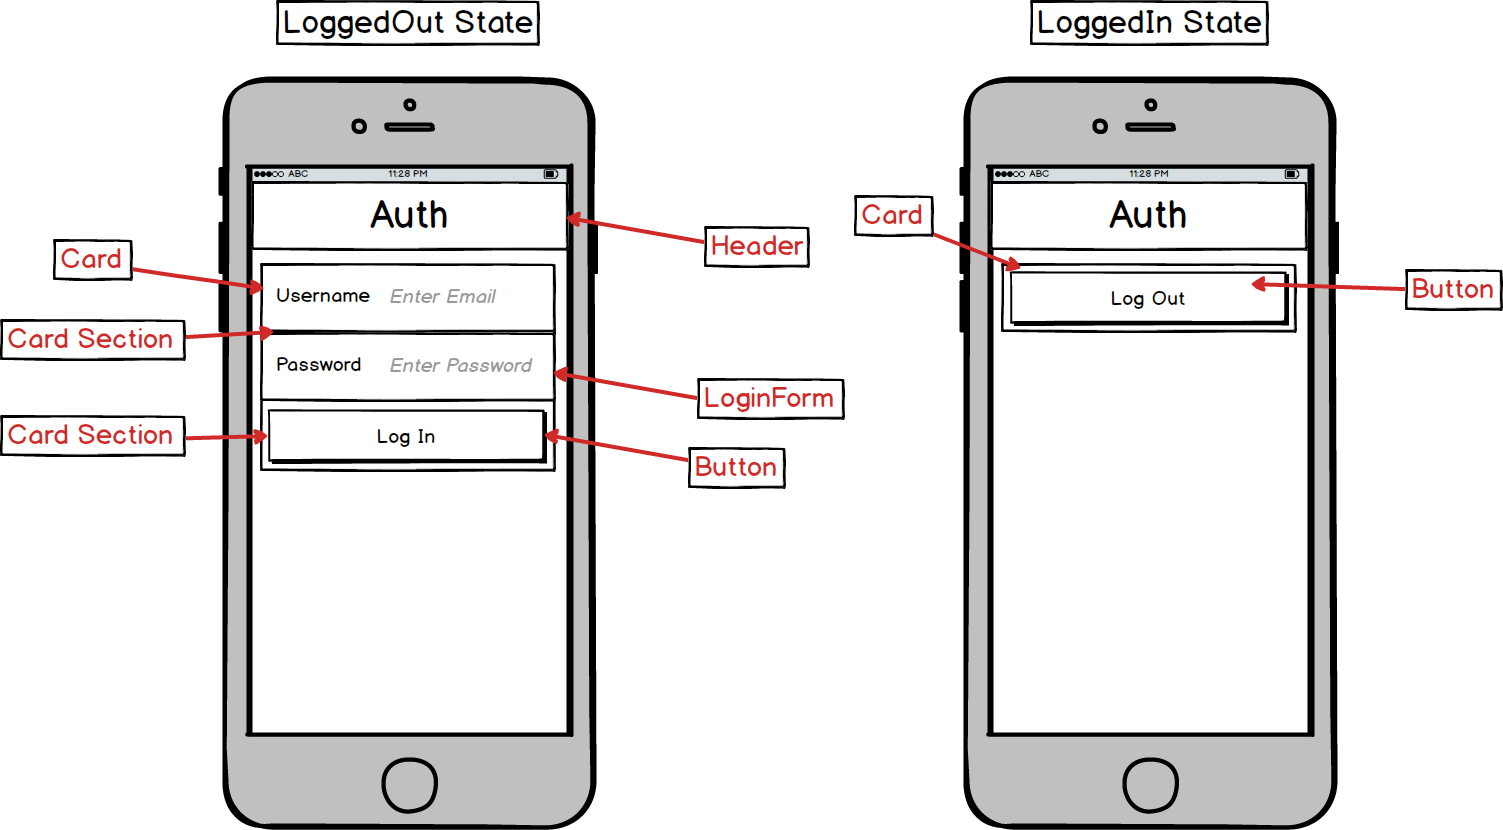 LoggedOut State
ABC 11:28 PM
Auth
Header
Card
Username Enter Email
Card Section
Password Enter Password
LoginForm
Card Section
Log In
Button
LoggedIn State
ABC 11:28 PM
Card
Auth
Button
Log Out